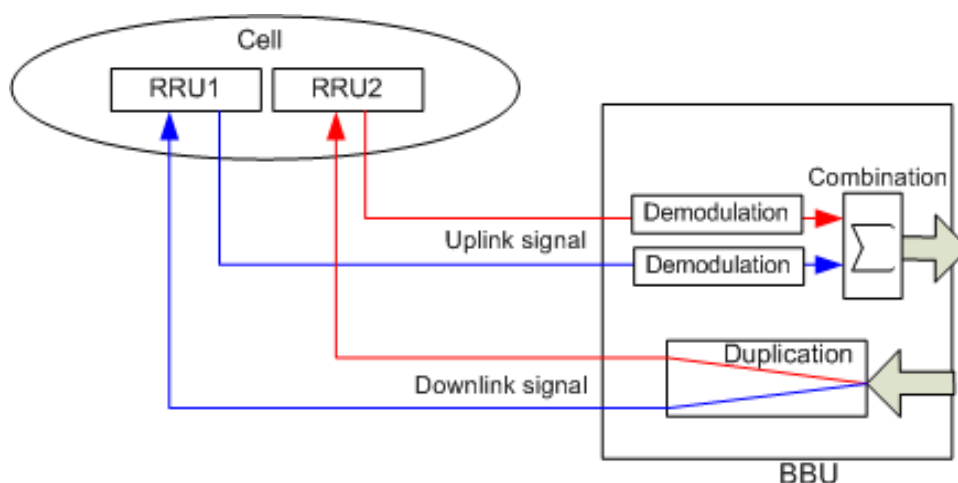 Cell
RRU1
RRU2
Combination
Demodulation
Uplink signal
Demodulation
∑
Duplication
Downlink signal
BBU